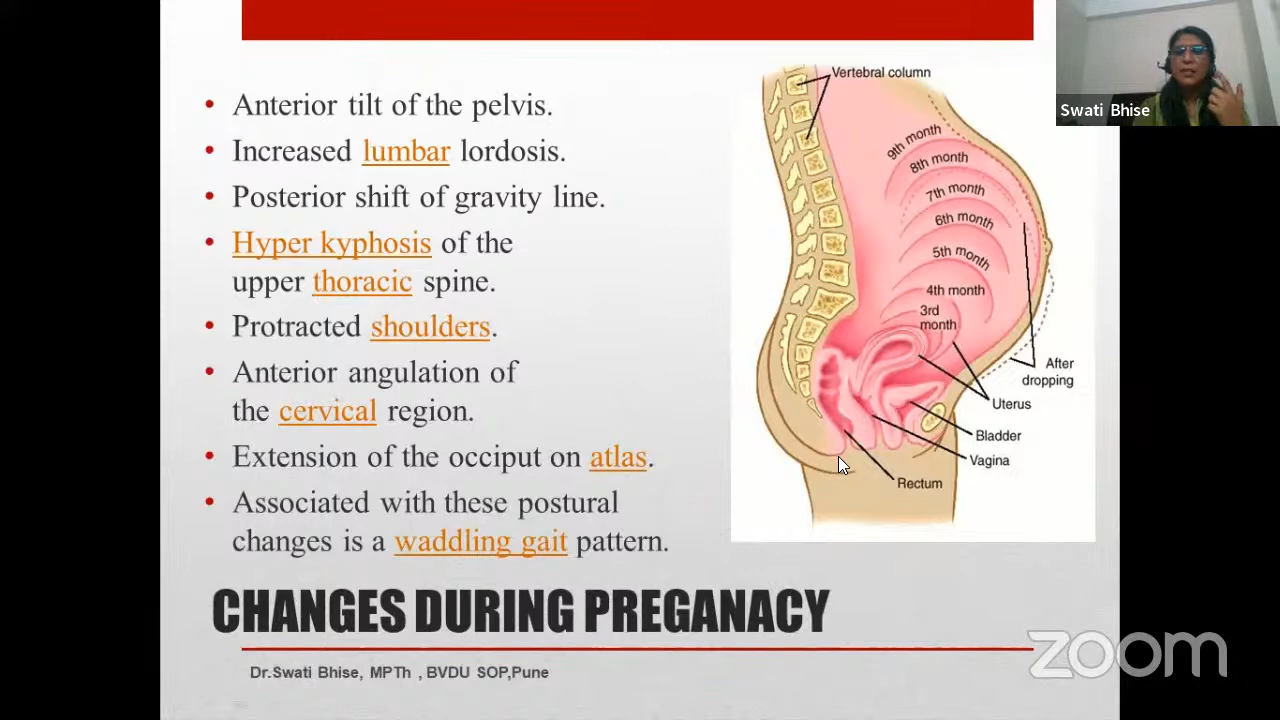 Anterior tilt of the pelvis.
Increased lumbar lordosis.
Posterior shift of gravity line.
Hyper kyphosis of the
upper thoracic spine.
Protracted shoulders.
Anterior angulation of
the cervical region.
Extension of the occiput on atlas.
Associated with these postural
changes is a waddling gait pattern.
Vertebral column
9th month
8th month
7th month
6th month
5th month
4th month
3rd
month
After
dropping
Uterus
Bladder
Vagina
Rectum
Swati Bhise
CHANGES DURING PREGANACY
Dr.Swati Bhise, MPTh , BVDU SOP,Pune
zoom